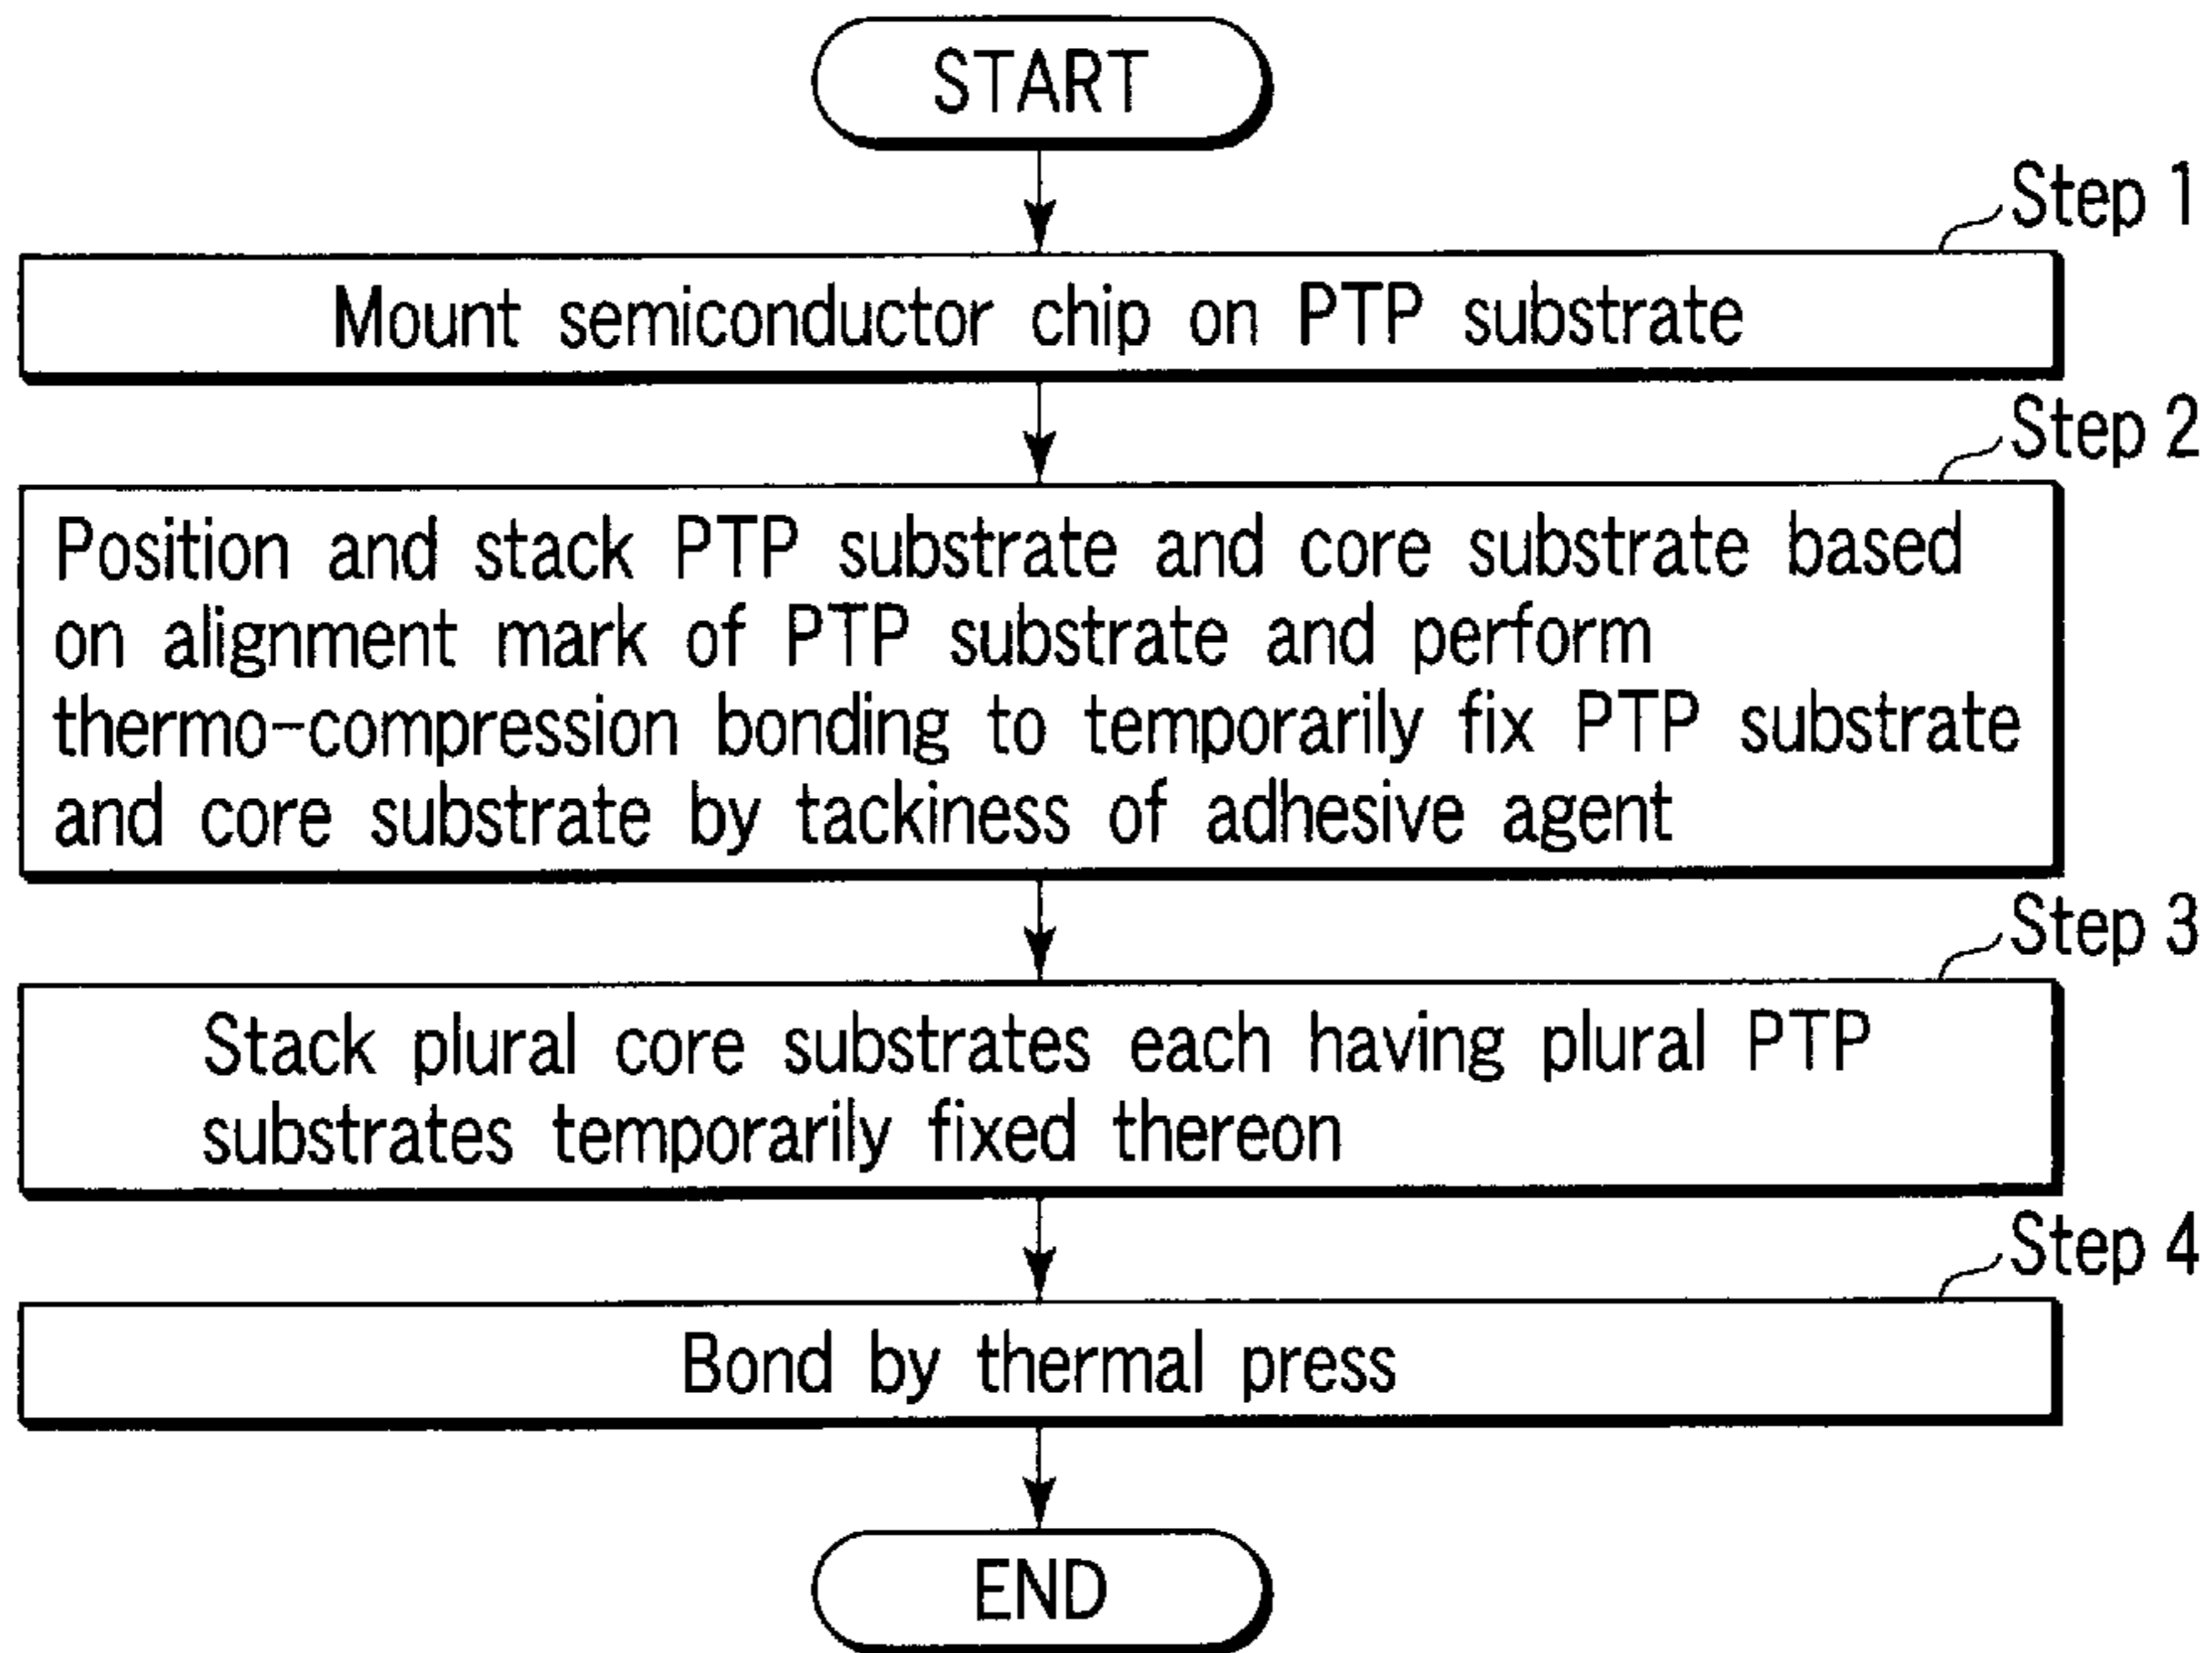 START
Step 1
Mount semiconductor chip on PTP substrate
Step 2
Position and stack PTP substrate and core substrate based
on alignment mark of PTP substrate and perform
thermo-compression bonding to temporarily fix PTP substrate
and core substrate by tackiness of adhesive agent
Step 3
Stack plural core substrates each having plural PTP
substrates temporarily fixed thereon
Step 4
Bond by thermal press
END